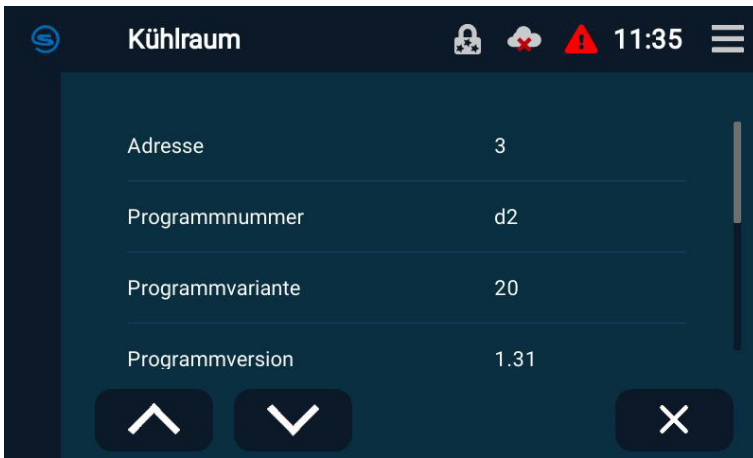 Kühlraum 11:35
Adresse 3
Programmnummer d2
Programmvariante 20
Programmversion 1.31